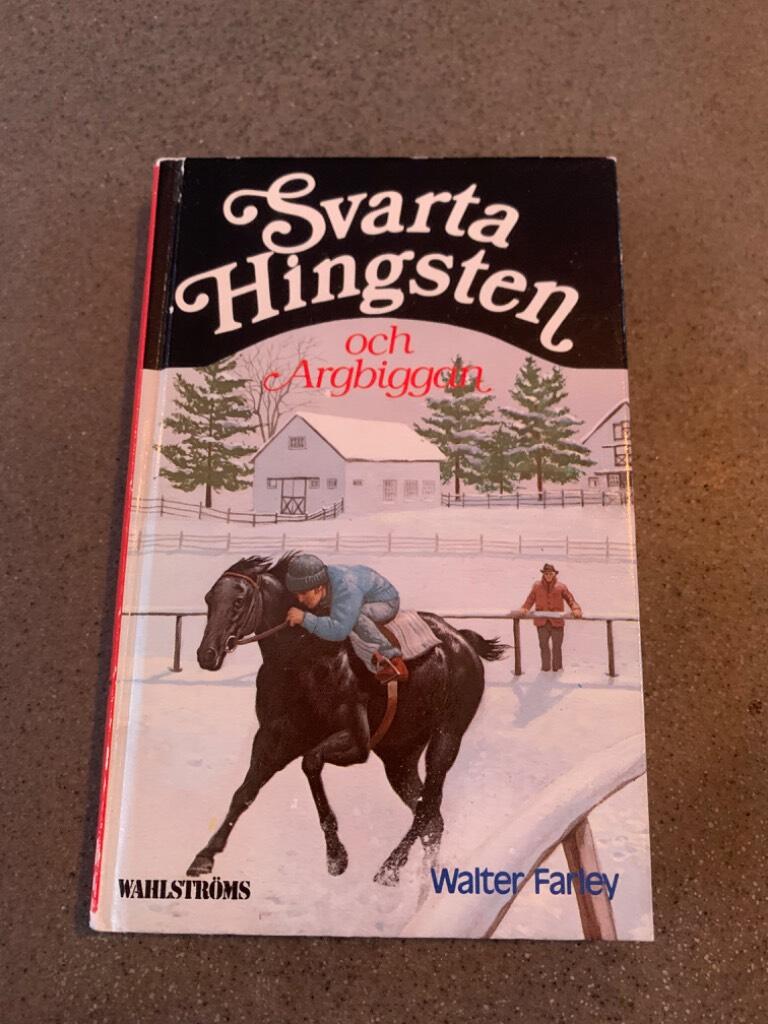 Svarta
Hingsten
och
Argbiggan
WAHLSTRÖMS
Walter Farley